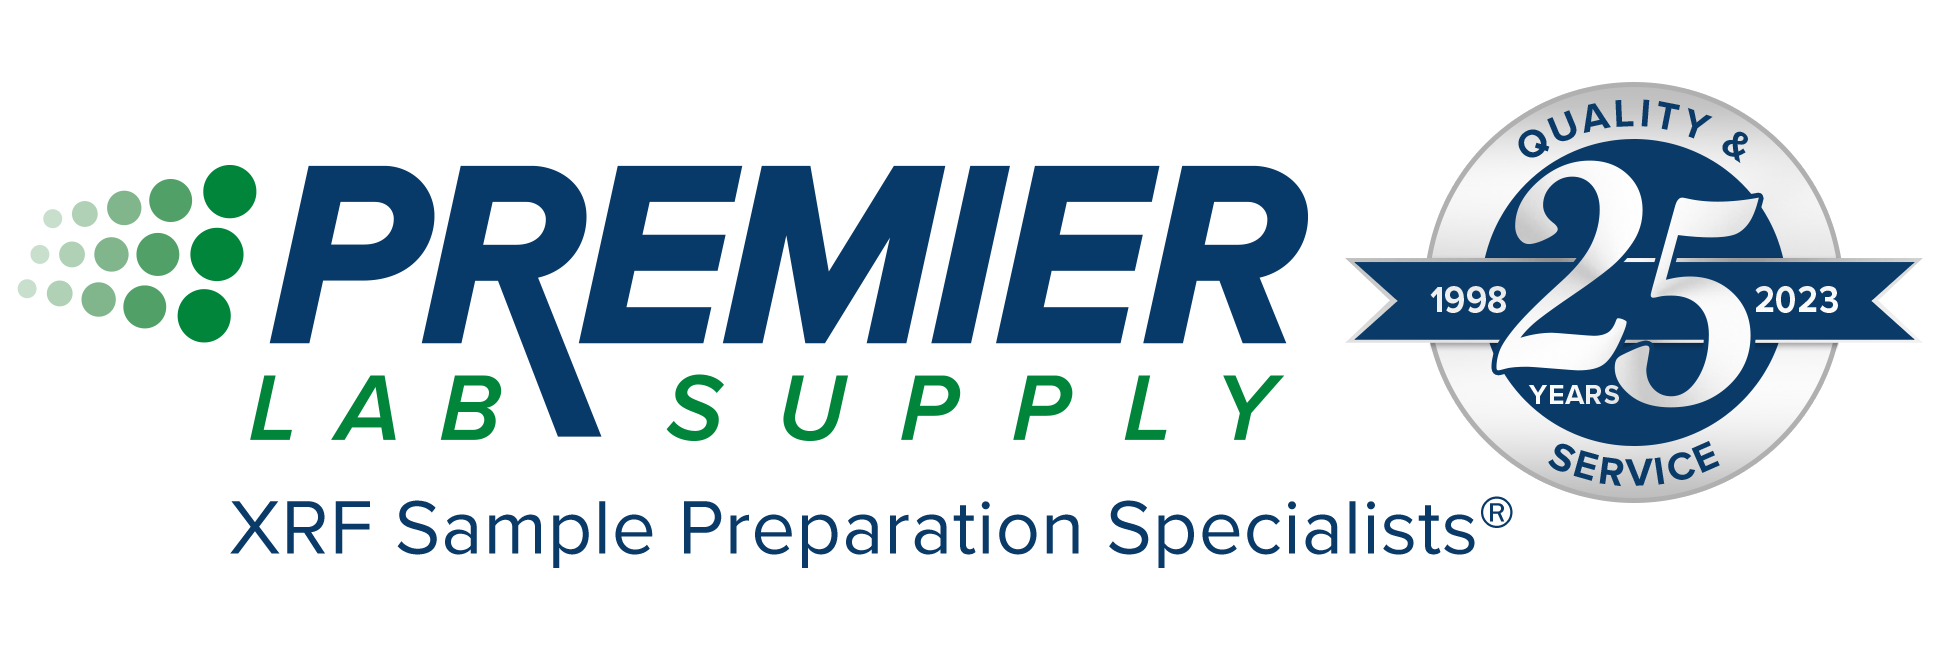 PREMIER
LAB SUPPLY
XRF Sample Preparation Specialists®
QUALITY &
25
1998 2023
YEARS
SERVICE